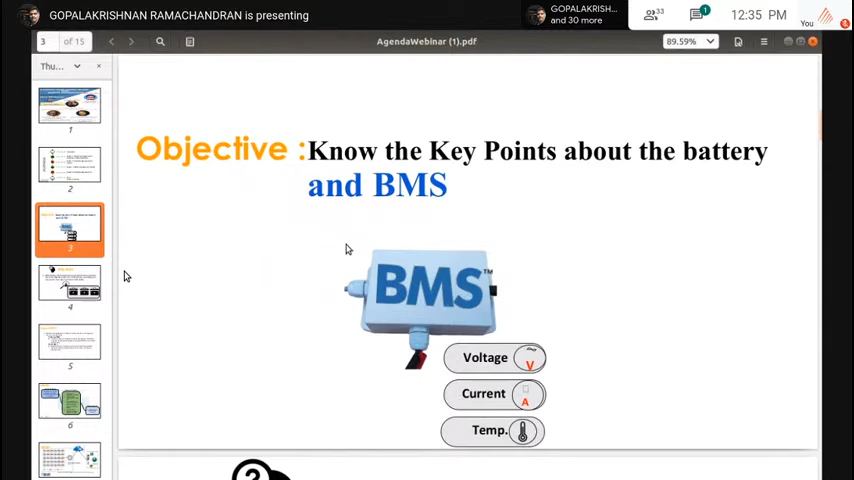 GOPALAKRISHNAN RAMACHANDRAN is presenting
GOPALAKRISH...
and 30 more
33
1
12:35 PM
You
3 of 15
AgendaWebinar (1).pdf
89.59%
Thu...
1
2
3
4
5
6
Objective : Know the Key Points about the battery
and BMS
BMS™
Voltage V
Current A
Temp.
?